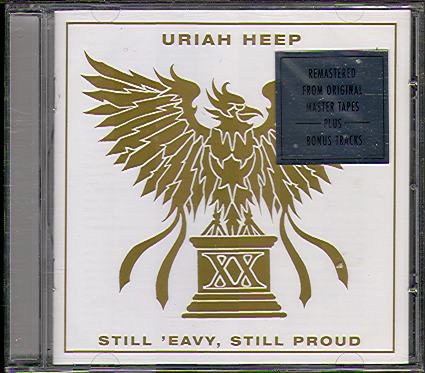 URIAH HEEP
REMASTERED
FROM ORIGINAL
MASTER TAPES
— PLUS —
BONUS TRACKS
XX
STILL 'EAVY, STILL PROUD